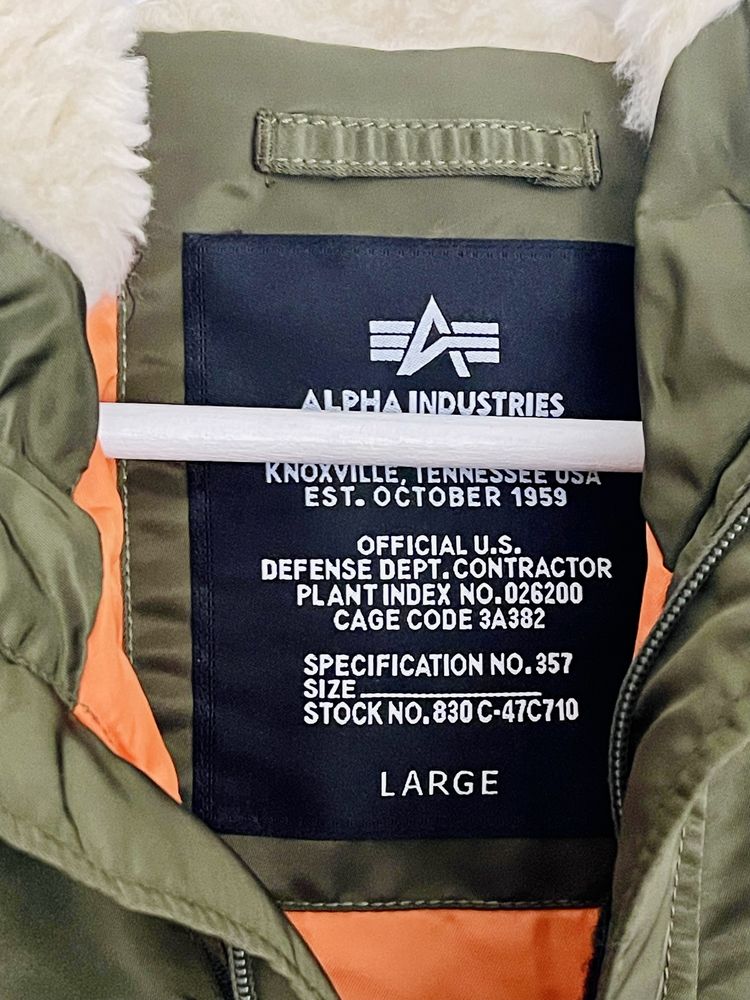 ALPHA INDUSTRIES
KNOXVILLE, TENNESSEE USA
EST. OCTOBER 1959
OFFICIAL U.S.
DEFENSE DEPT. CONTRACTOR
PLANT INDEX NO. 026200
CAGE CODE 3A382
SPECIFICATION NO. 357
SIZE
STOCK NO. 830 C-47C710
LARGE